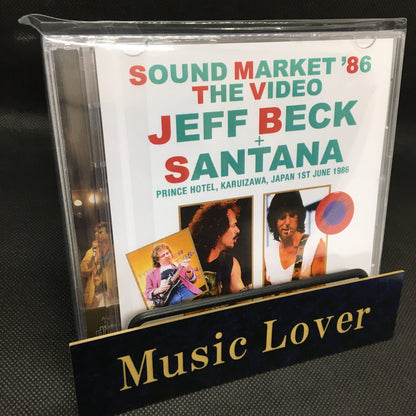 SOUND MARKET '86
THE VIDEO
JEFF BECK
+
SANTANA
PRINCE HOTEL, KARUIZAWA, JAPAN 1ST JUNE 1986
Music Lover